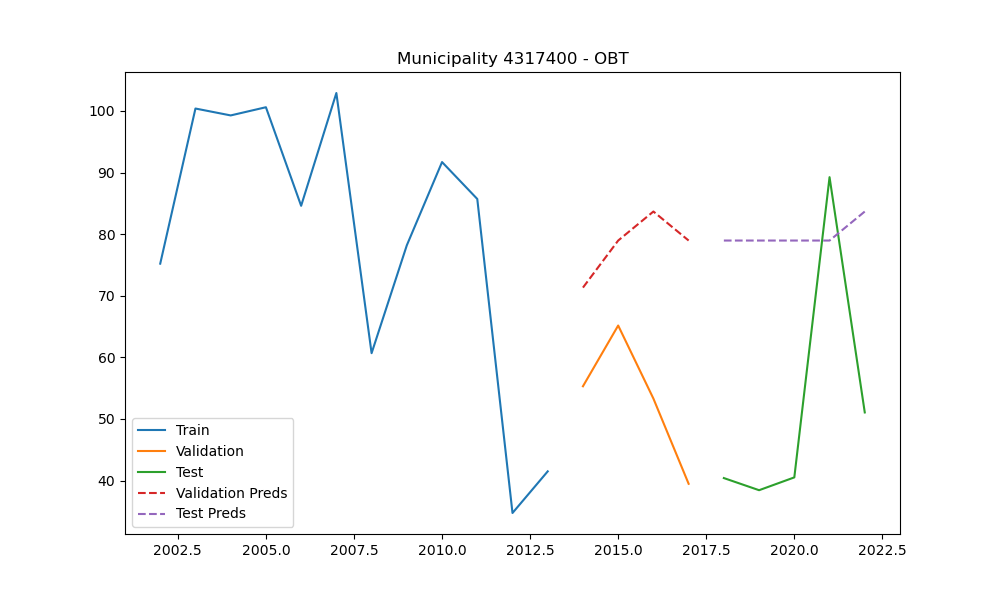 Municipality 4317400 - OBT
100
90
80
70
60
50
40
Train
Validation
Test
Validation Preds
Test Preds
2002.5 2005.0 2007.5 2010.0 2012.5 2015.0 2017.5 2020.0 2022.5